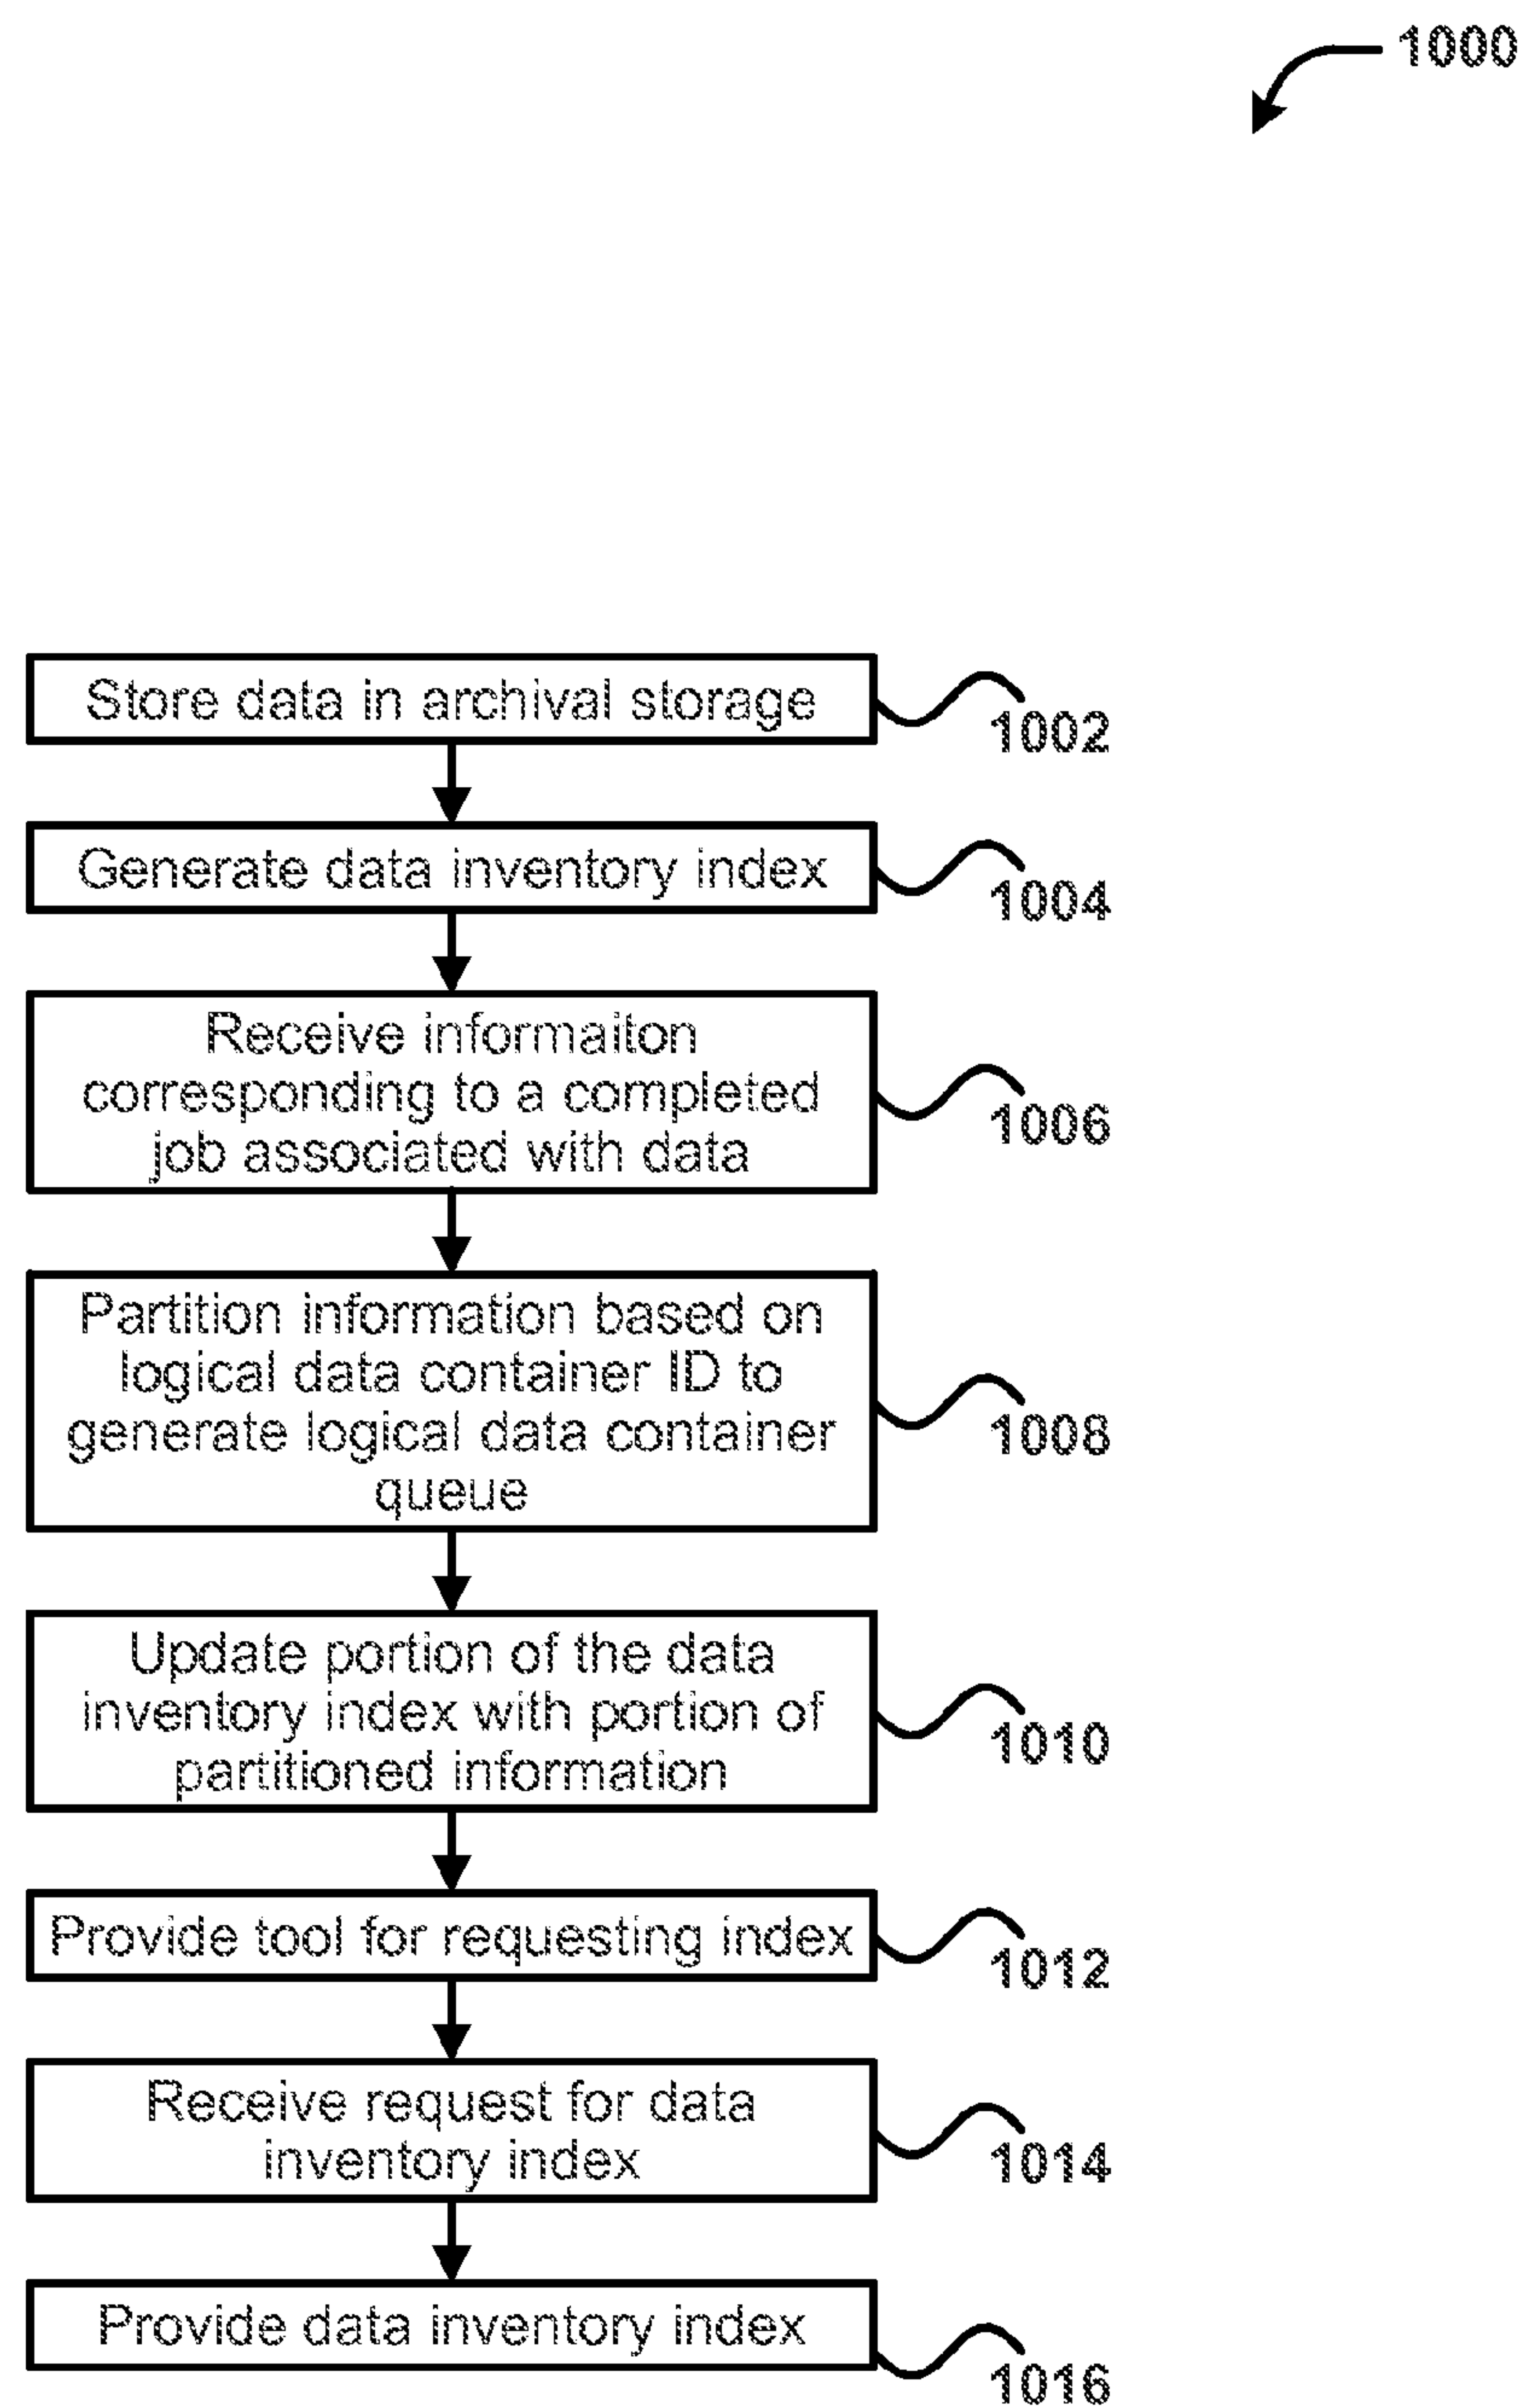 1000
Store data in archival storage
1002
Generate data inventory index
1004
Receive informaiton
corresponding to a completed
job associated with data
1006
Partition information based on
logical data container ID to
generate logical data container
queue
1008
Update portion of the data
inventory index with portion of
partitioned information
1010
Provide tool for requesting index
1012
Receive request for data
inventory index
1014
Provide data inventory index
1016